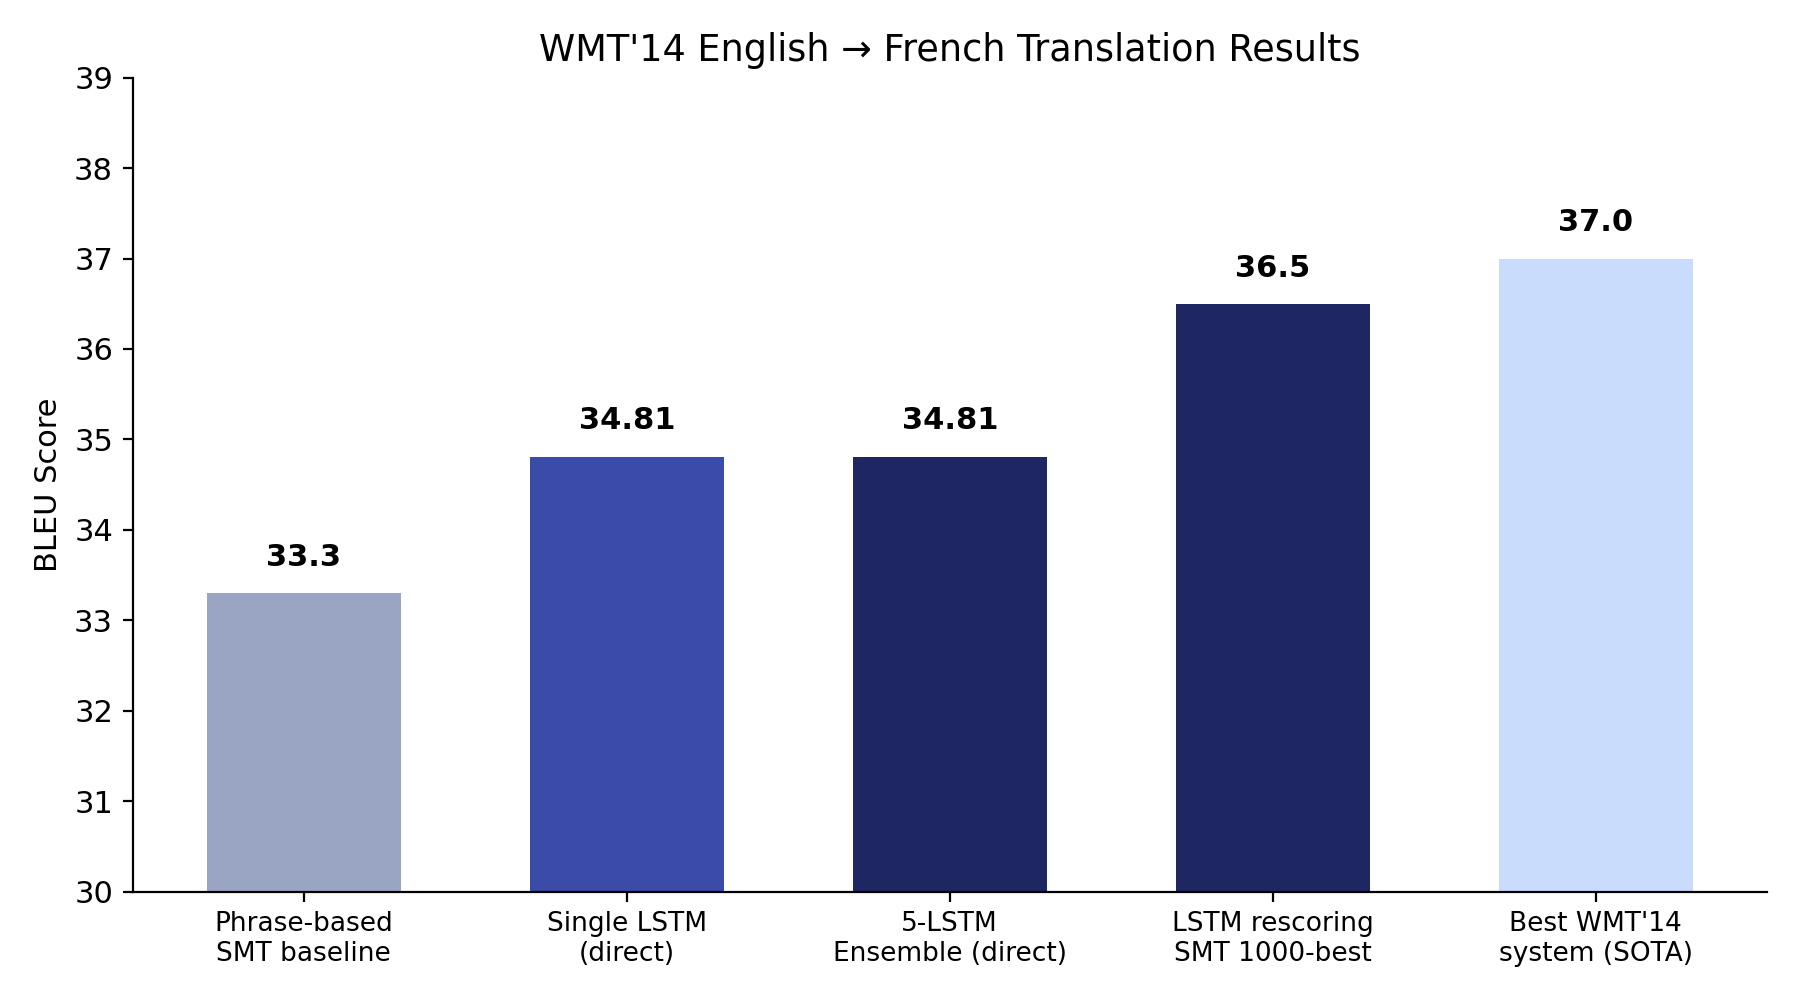 WMT'14 English → French Translation Results
BLEU Score
39
38
37
36
35
34
33
32
31
30
33.3
34.81
34.81
36.5
37.0
Phrase-based
SMT baseline
Single LSTM
(direct)
5-LSTM
Ensemble (direct)
LSTM rescoring
SMT 1000-best
Best WMT'14
system (SOTA)